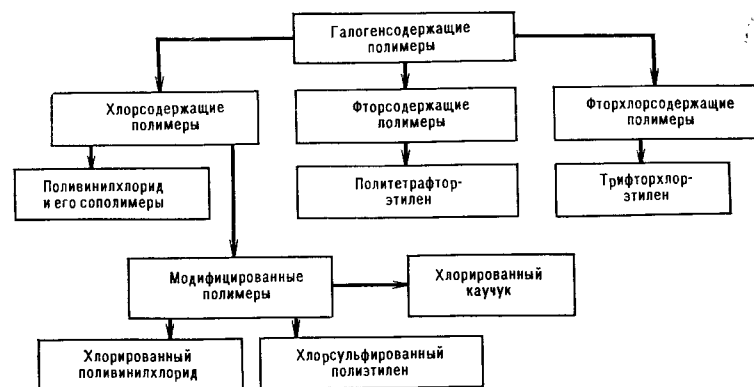 Галогенсодержащие
полимеры
Хлорсодержащие
полимеры
Фторсодержащие
полимеры
Фторхлорсодержащие
полимеры
Поливинилхлорид
и его сополимеры
Политетрафтор-
этилен
Трифторхлор-
этилен
Модифицированные
полимеры
Хлорированный
каучук
Хлорированный
поливинилхлорид
Хлорсульфированный
полиэтилен